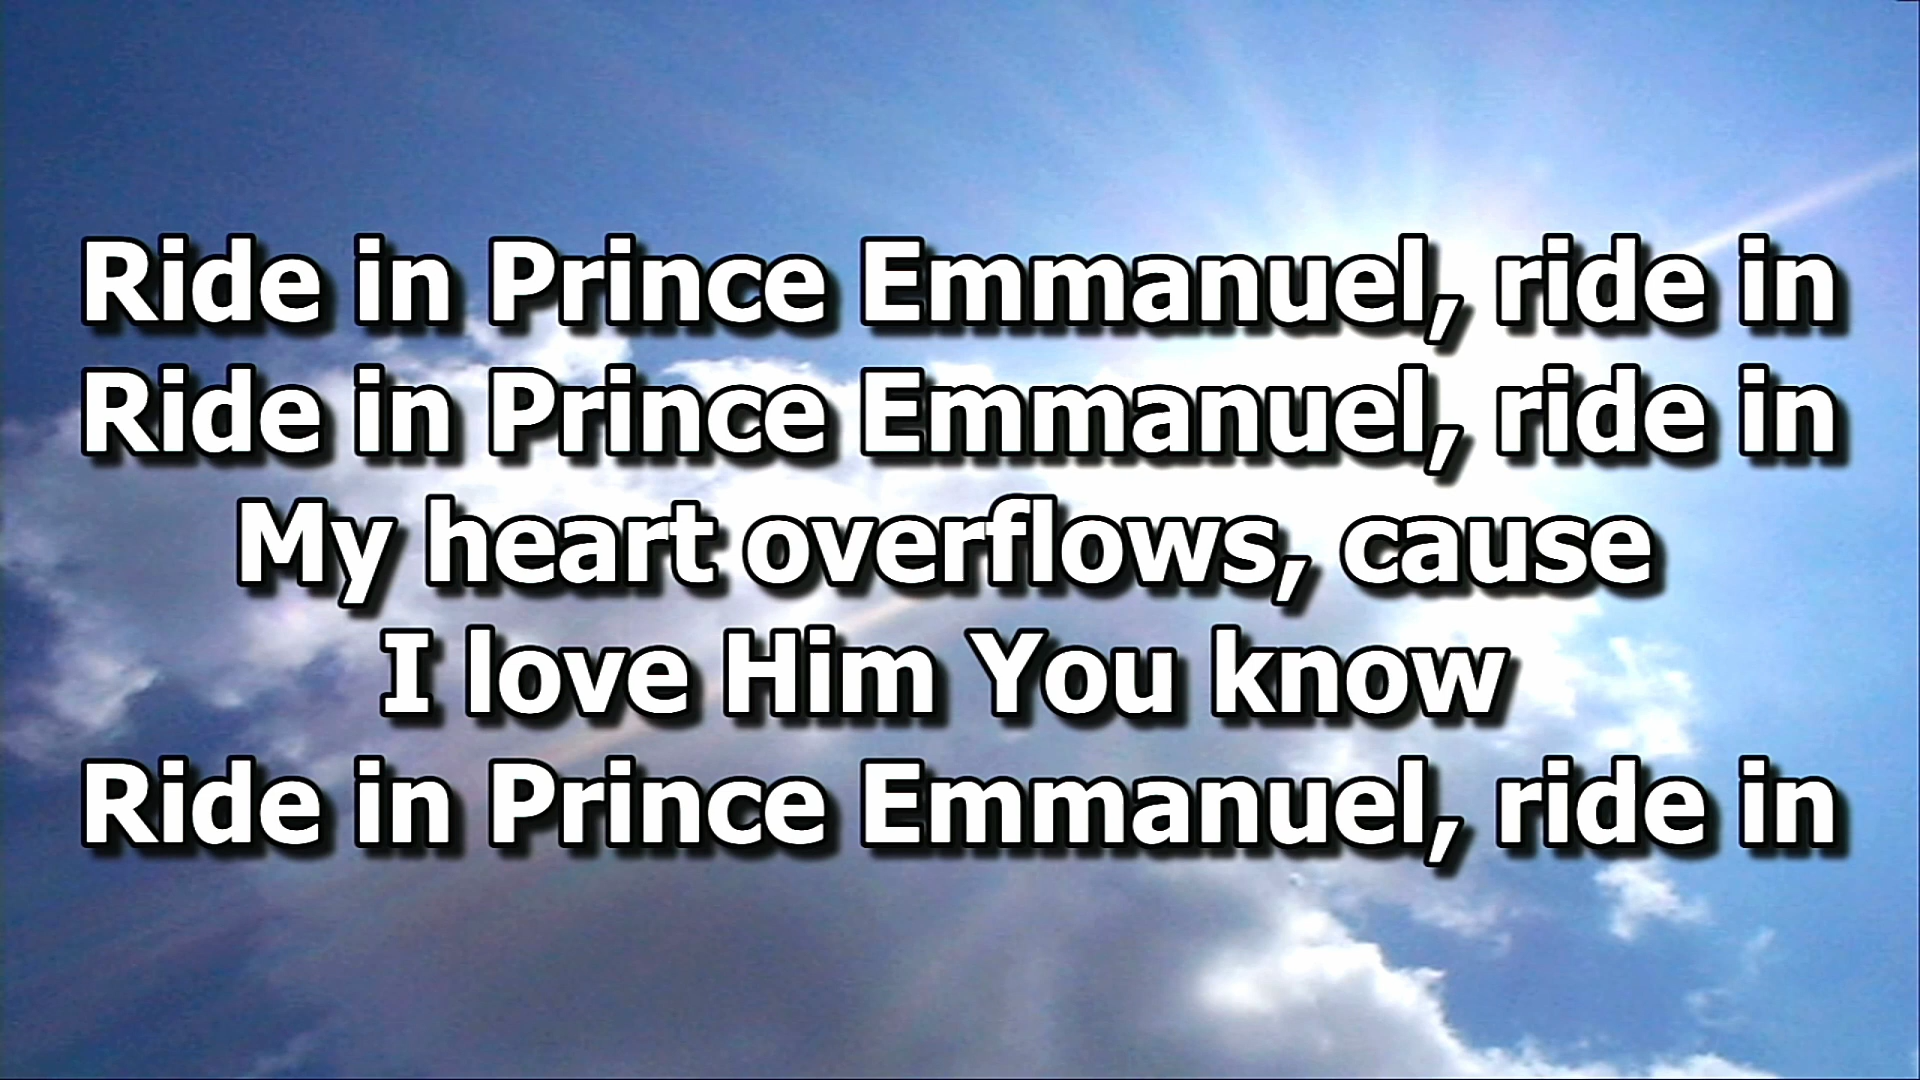 Ride in Prince Emmanuel, ride in
Ride in Prince Emmanuel, ride in
My heart overflows, cause
I love Him You know
Ride in Prince Emmanuel, ride in